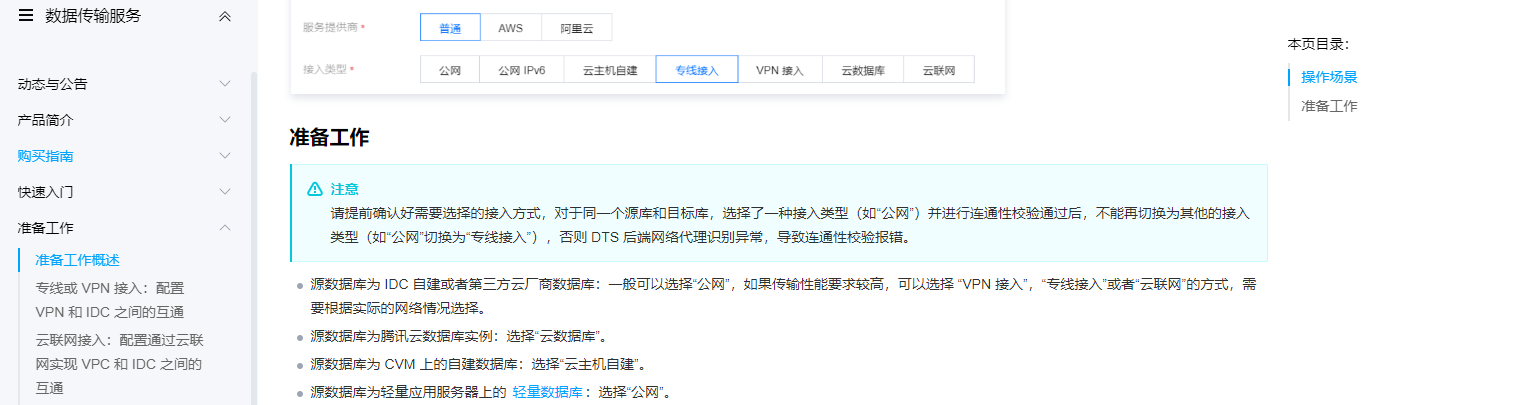 数据传输服务
动态与公告
产品简介
购买指南
快速入门
准备工作
准备工作概述
专线或 VPN 接入：配置
VPN 和 IDC 之间的互通
云联网接入：配置通过云联
网实现 VPC 和 IDC 之间的
互通
服务提供商 * 普通 AWS 阿里云
接入类型 * 公网 公网 IPv6 云主机自建 专线接入 VPN 接入 云数据库 云联网
准备工作
注意
请提前确认好需要选择的接入方式，对于同一个源库和目标库，选择了一种接入类型（如“公网”）并进行连通性校验通过后，不能再切换为其他的接入
类型（如“公网”切换为“专线接入”），否则 DTS 后端网络代理识别异常，导致连通性校验报错。
源数据库为 IDC 自建或者第三方云厂商数据库：一般可以选择“公网”，如果传输性能要求较高，可以选择 “VPN 接入”，“专线接入”或者“云联网”的方式，需
要根据实际的网络情况选择。
源数据库为腾讯云数据库实例：选择“云数据库”。
源数据库为 CVM 上的自建数据库：选择“云主机自建”。
源数据库为轻量应用服务器上的 轻量数据库：选择“公网”。
本页目录：
操作场景
准备工作